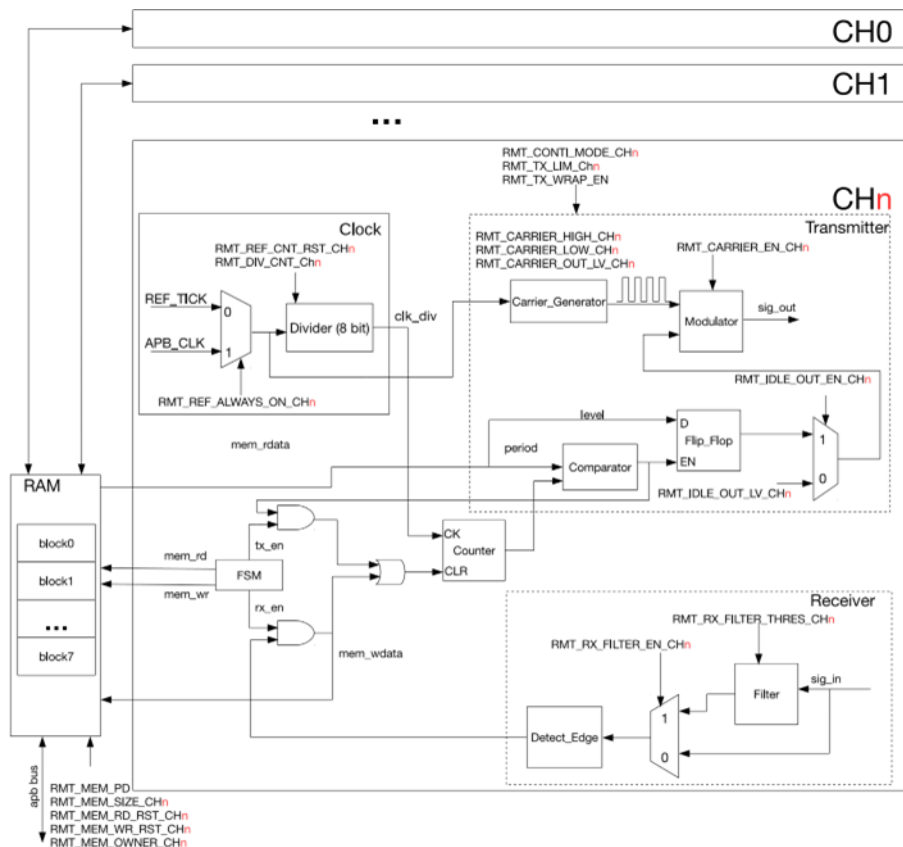 CH0
CH1
...
RMT_CONTI_MODE_CHn
RMT_TX_LIM_Chn
RMT_TX_WRAP_EN
CHn
Clock
Transmitter
RMT_REF_CNT_RST_CHn
RMT_DIV_CNT_Chn
RMT_CARRIER_HIGH_CHn
RMT_CARRIER_LOW_CHn
RMT_CARRIER_OUT_LV_CHn
RMT_CARRIER_EN_CHn
REF_TICK
0
Divider (8 bit)
clk_div
Carrier_Generator
Modulator
sig_out
APB_CLK
1
RMT_REF_ALWAYS_ON_CHn
RMT_IDLE_OUT_EN_CHn
mem_rdata
level
period
D
Flip_Flop
EN
1
0
Comparator
RMT_IDLE_OUT_LV_CHn
RAM
block0
block1
...
block7
mem_rd
mem_wr
tx_en
FSM
rx_en
CK
Counter
CLR
mem_wdata
Receiver
RMT_RX_FILTER_THRES_CHn
RMT_RX_FILTER_EN_CHn
sig_in
Filter
1
0
Detect_Edge
apb bus
RMT_MEM_PD
RMT_MEM_SIZE_CHn
RMT_MEM_RD_RST_CHn
RMT_MEM_WR_RST_CHn
RMT_MEM_OWNER_CHn